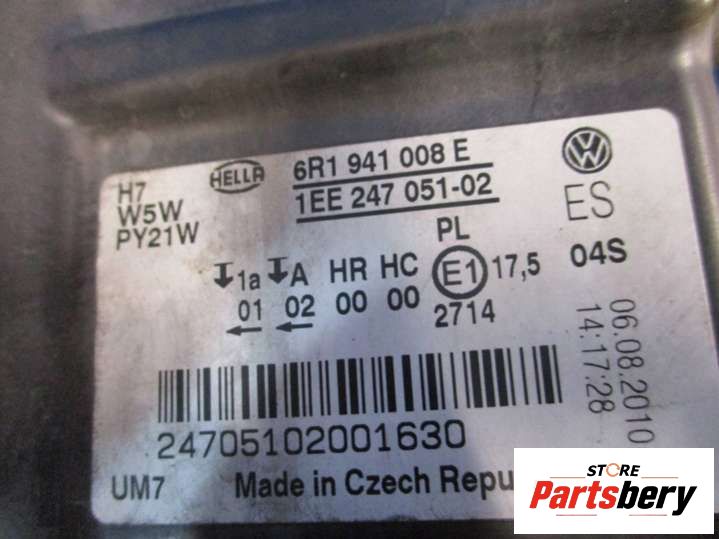 H7
W5W
PY21W
HELLA
6R1 941 008 E
1EE 247 051-02
ES
PL
1a A HR HC E1 17,5 04S
01 02 00 00 2714
06.08.2010
14:17:28
24705102001630
UM7 Made in Czech Repu
STORE
Partsbery